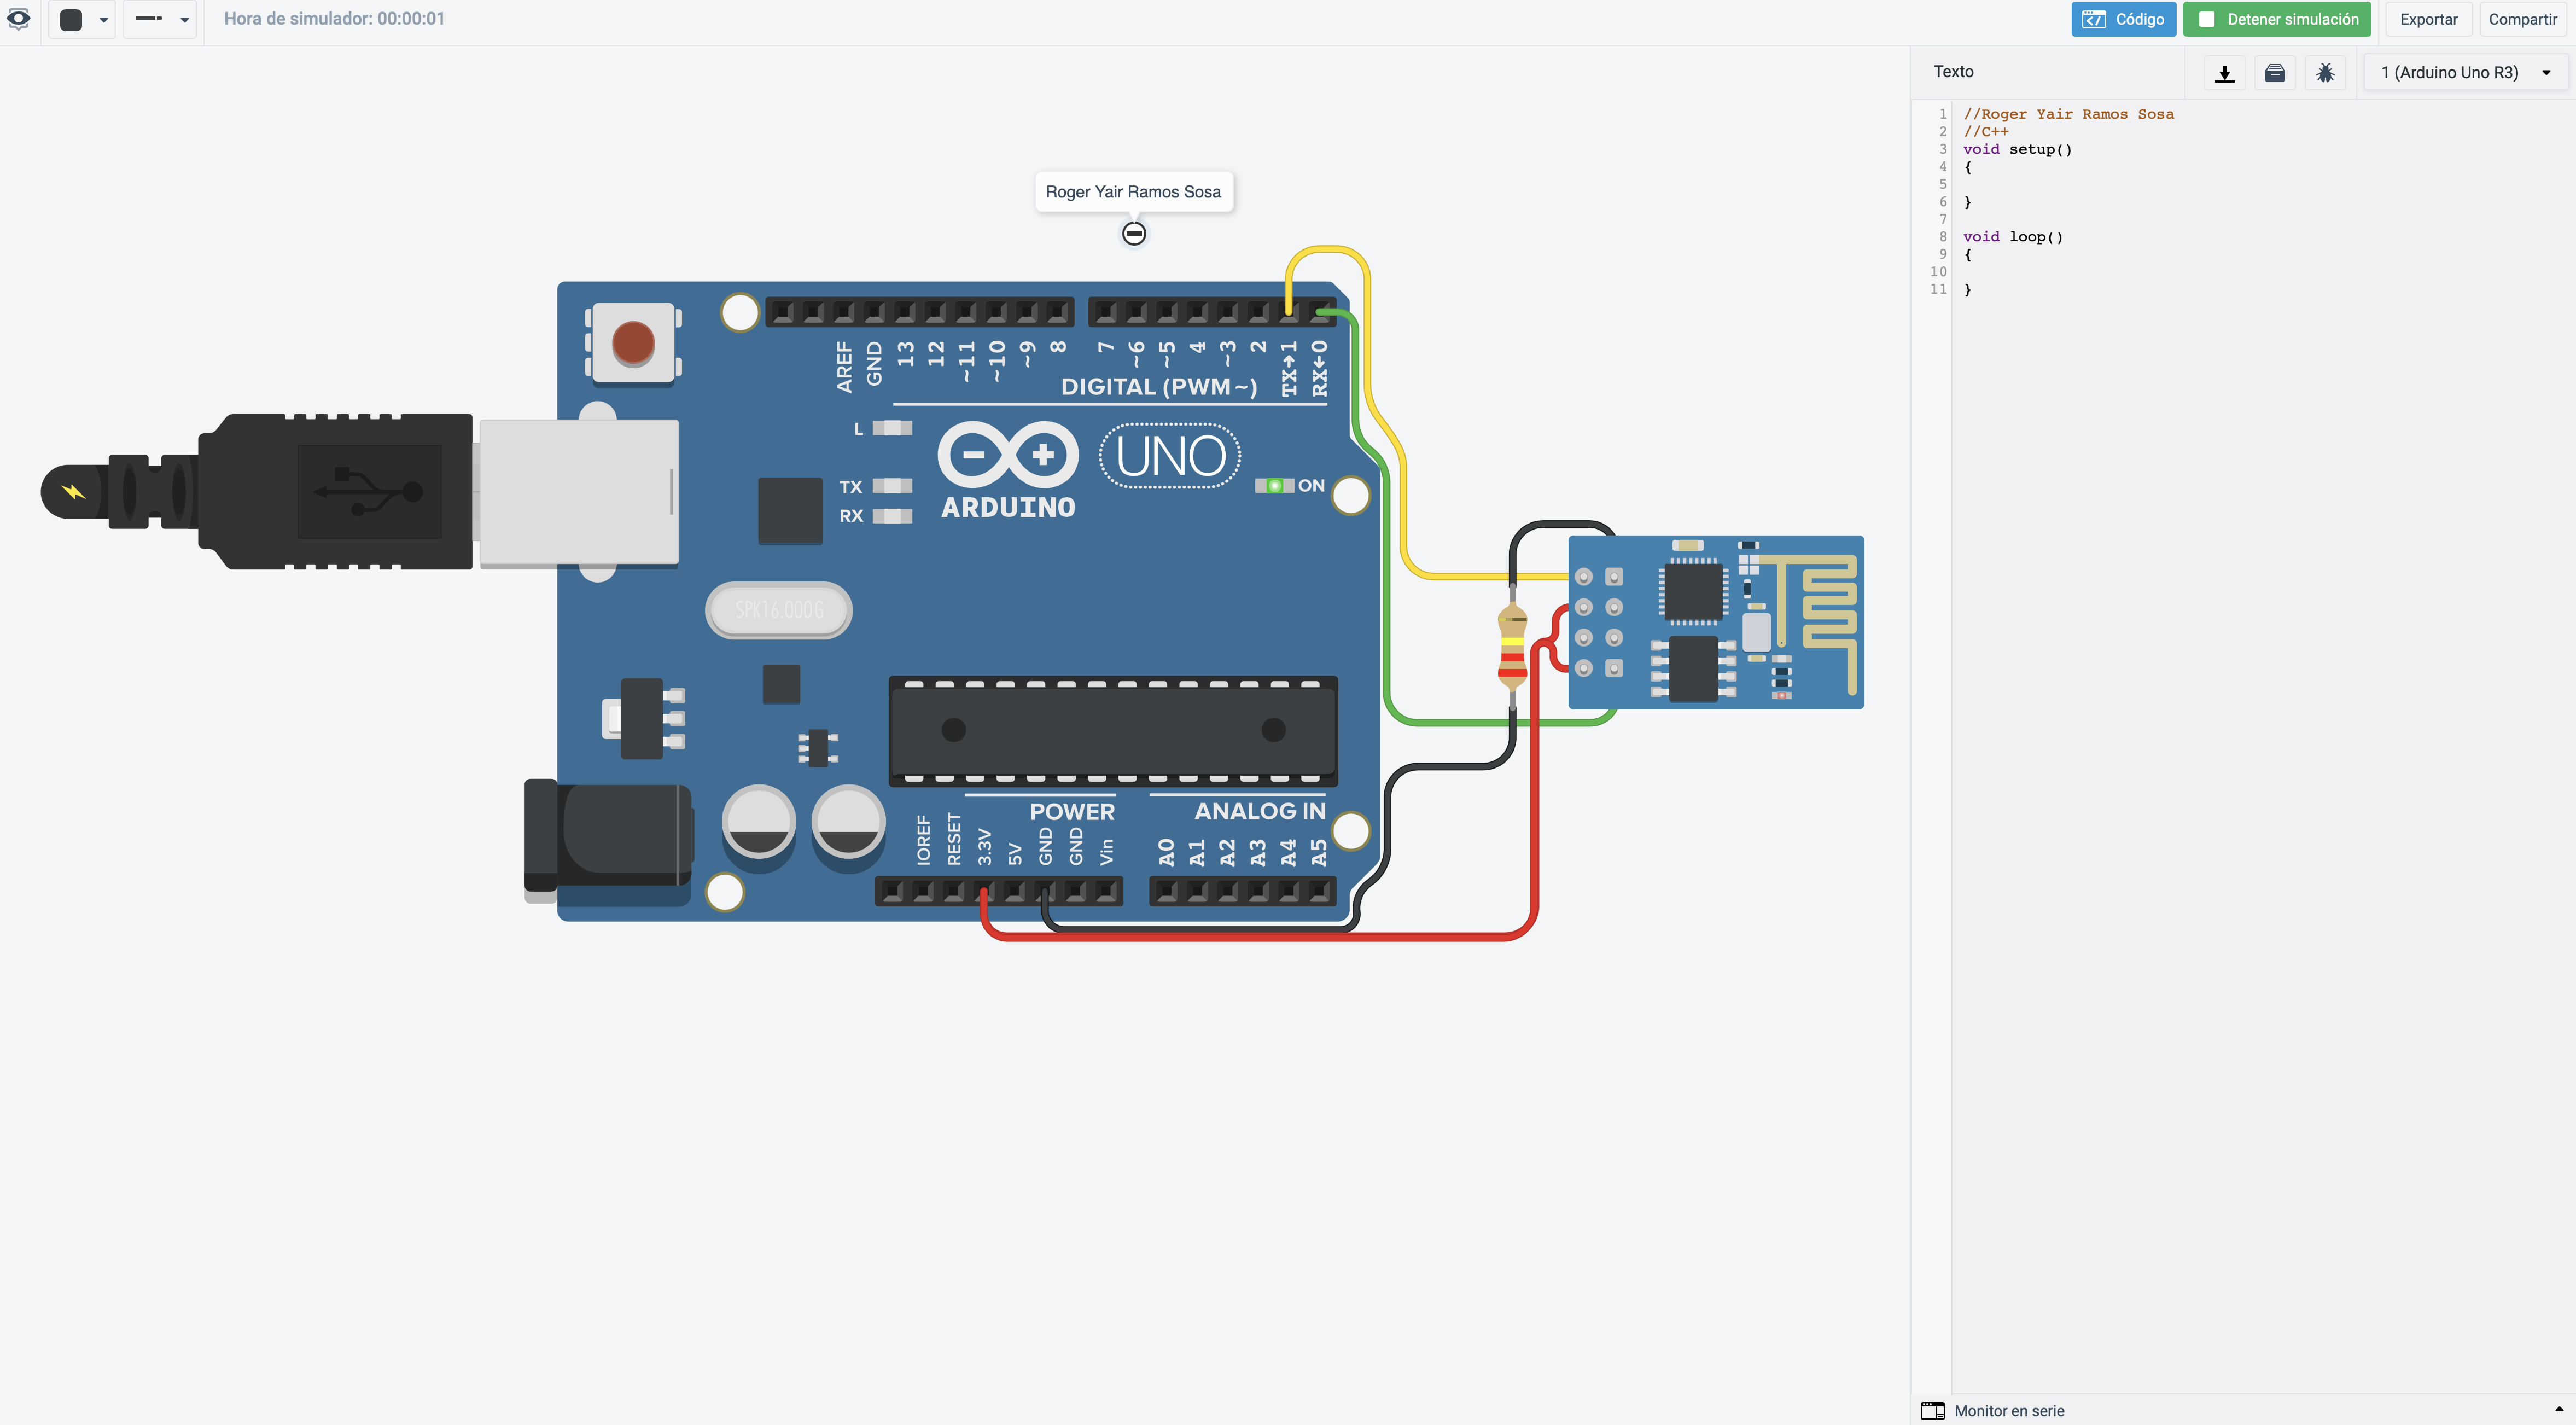 Hora de simulador: 00:00:01
Código
Detener simulación
Exportar
Compartir
Texto
1 (Arduino Uno R3)
1 //Roger Yair Ramos Sosa
2 //C++
3 void setup()
4 {
5
6 }
7
8 void loop()
9 {
10
11 }
Roger Yair Ramos Sosa
AREF
GND
13
12
~11
~10
~9
8
7
~6
~5
4
~3
2
TX→1
RX←0
DIGITAL (PWM~)
L
TX
RX
UNO
ARDUINO
ON
SPK16.000G
POWER
ANALOG IN
IOREF
RESET
3.3V
5V
GND
GND
Vin
A0
A1
A2
A3
A4
A5
Monitor en serie